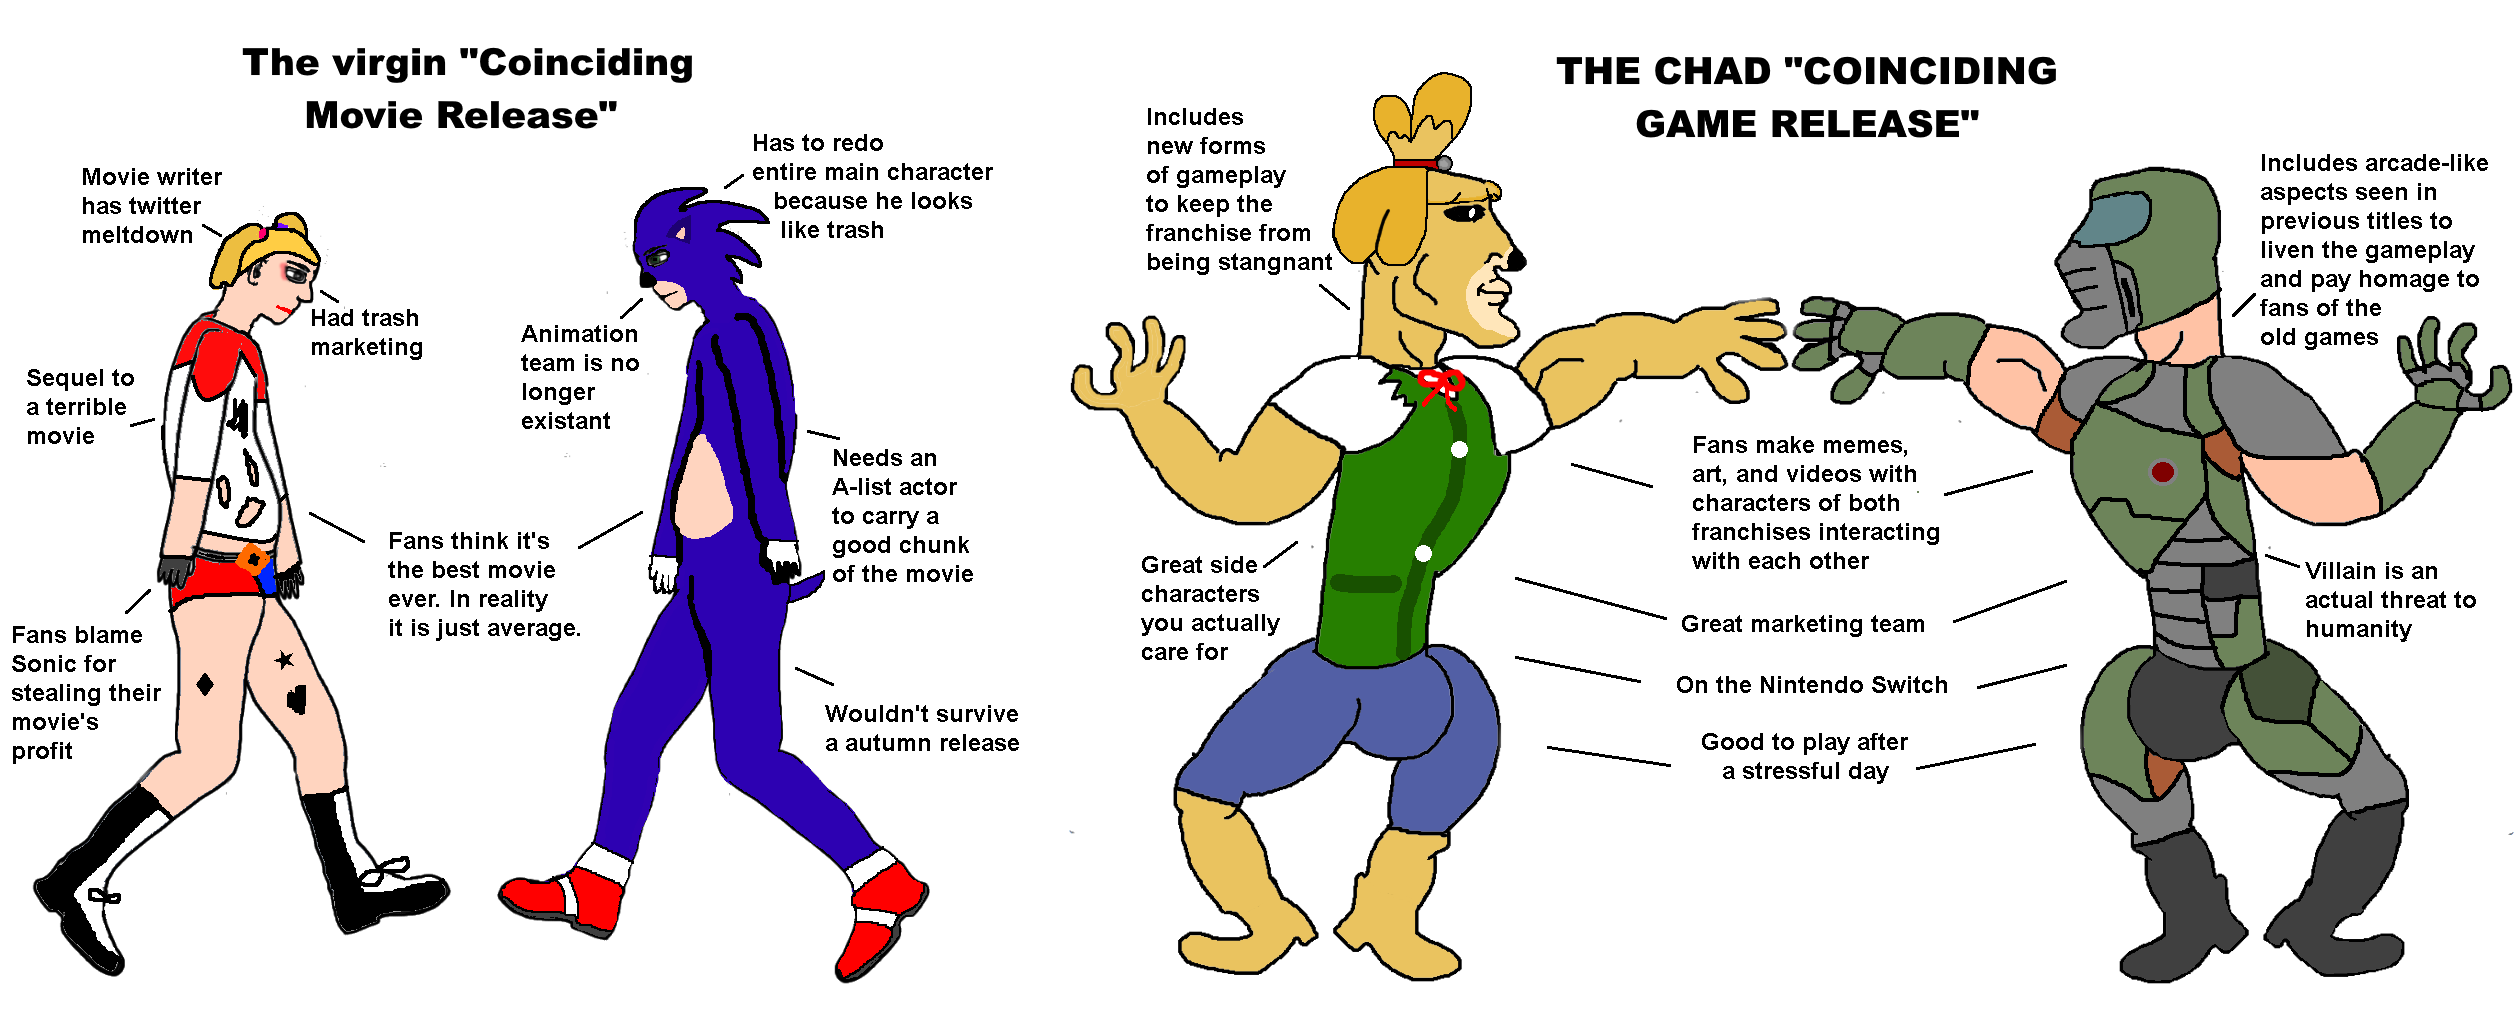 The virgin "Coinciding
Movie Release"
Movie writer
has twitter
meltdown
Had trash
marketing
Sequel to
a terrible
movie
Fans blame
Sonic for
stealing their
movie's
profit
Fans think it's
the best movie
ever. In reality
it is just average.
Has to redo
entire main character
because he looks
like trash
Animation
team is no
longer
existant
Needs an
A-list actor
to carry a
good chunk
of the movie
Wouldn't survive
a autumn release
THE CHAD "COINCIDING
GAME RELEASE"
Includes
new forms
of gameplay
to keep the
franchise from
being stangnant
Great side
characters
you actually
care for
Fans make memes,
art, and videos with
characters of both
franchises interacting
with each other
Great marketing team
On the Nintendo Switch
Good to play after
a stressful day
Includes arcade-like
aspects seen in
previous titles to
liven the gameplay
and pay homage to
fans of the
old games
Villain is an
actual threat to
humanity